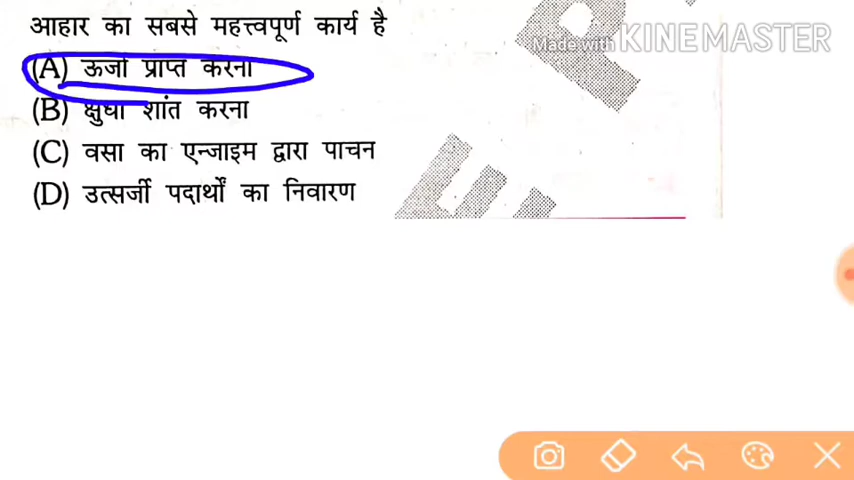 आहार का सबसे महत्त्वपूर्ण कार्य है
Made with KINEMASTER
(A) ऊर्जा प्राप्त करना
(B) क्षुधा शांत करना
(C) वसा का एन्जाइम द्वारा पाचन
(D) उत्सर्जी पदार्थों का निवारण